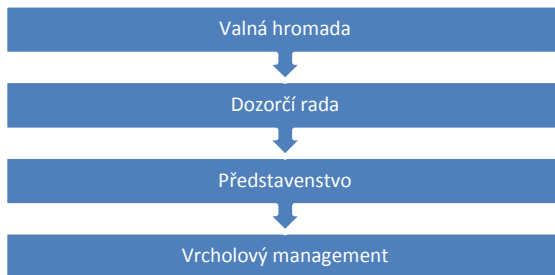 Valná hromada
Dozorčí rada
Představenstvo
Vrcholový management